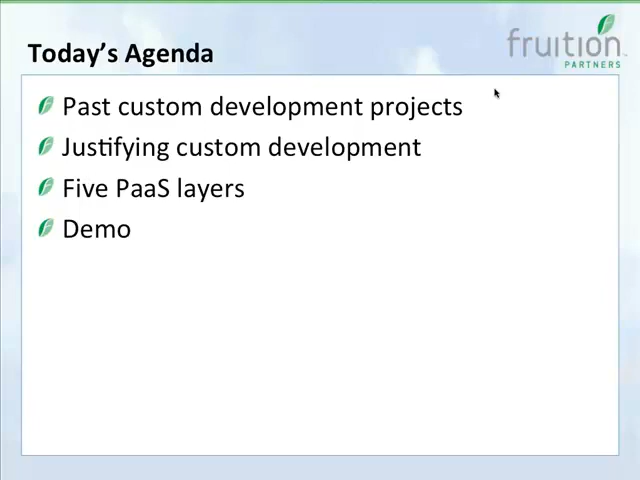 Today's Agenda
fruition
PARTNERS
Past custom development projects
Justifying custom development
Five PaaS layers
Demo